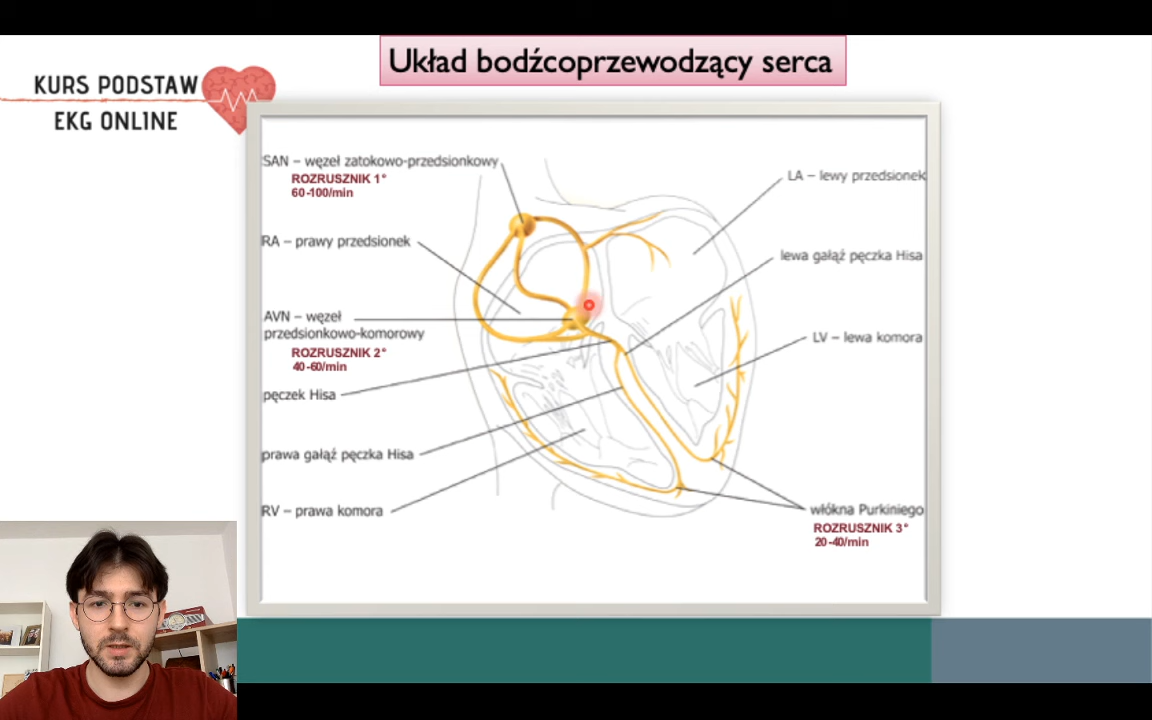 Układ bodźcoprzewodzący serca
KURS PODSTAW
EKG ONLINE
SAN – węzeł zatokowo-przedsionkowy
ROZRUSZNIK 1°
60-100/min
RA – prawy przedsionek
AVN – węzeł
przedsionkowo-komorowy
ROZRUSZNIK 2°
40-60/min
pęczek Hisa
prawa gałąź pęczka Hisa
RV – prawa komora
LA – lewy przedsionek
lewa gałąź pęczka Hisa
LV – lewa komora
włókna Purkiniego
ROZRUSZNIK 3°
20-40/min